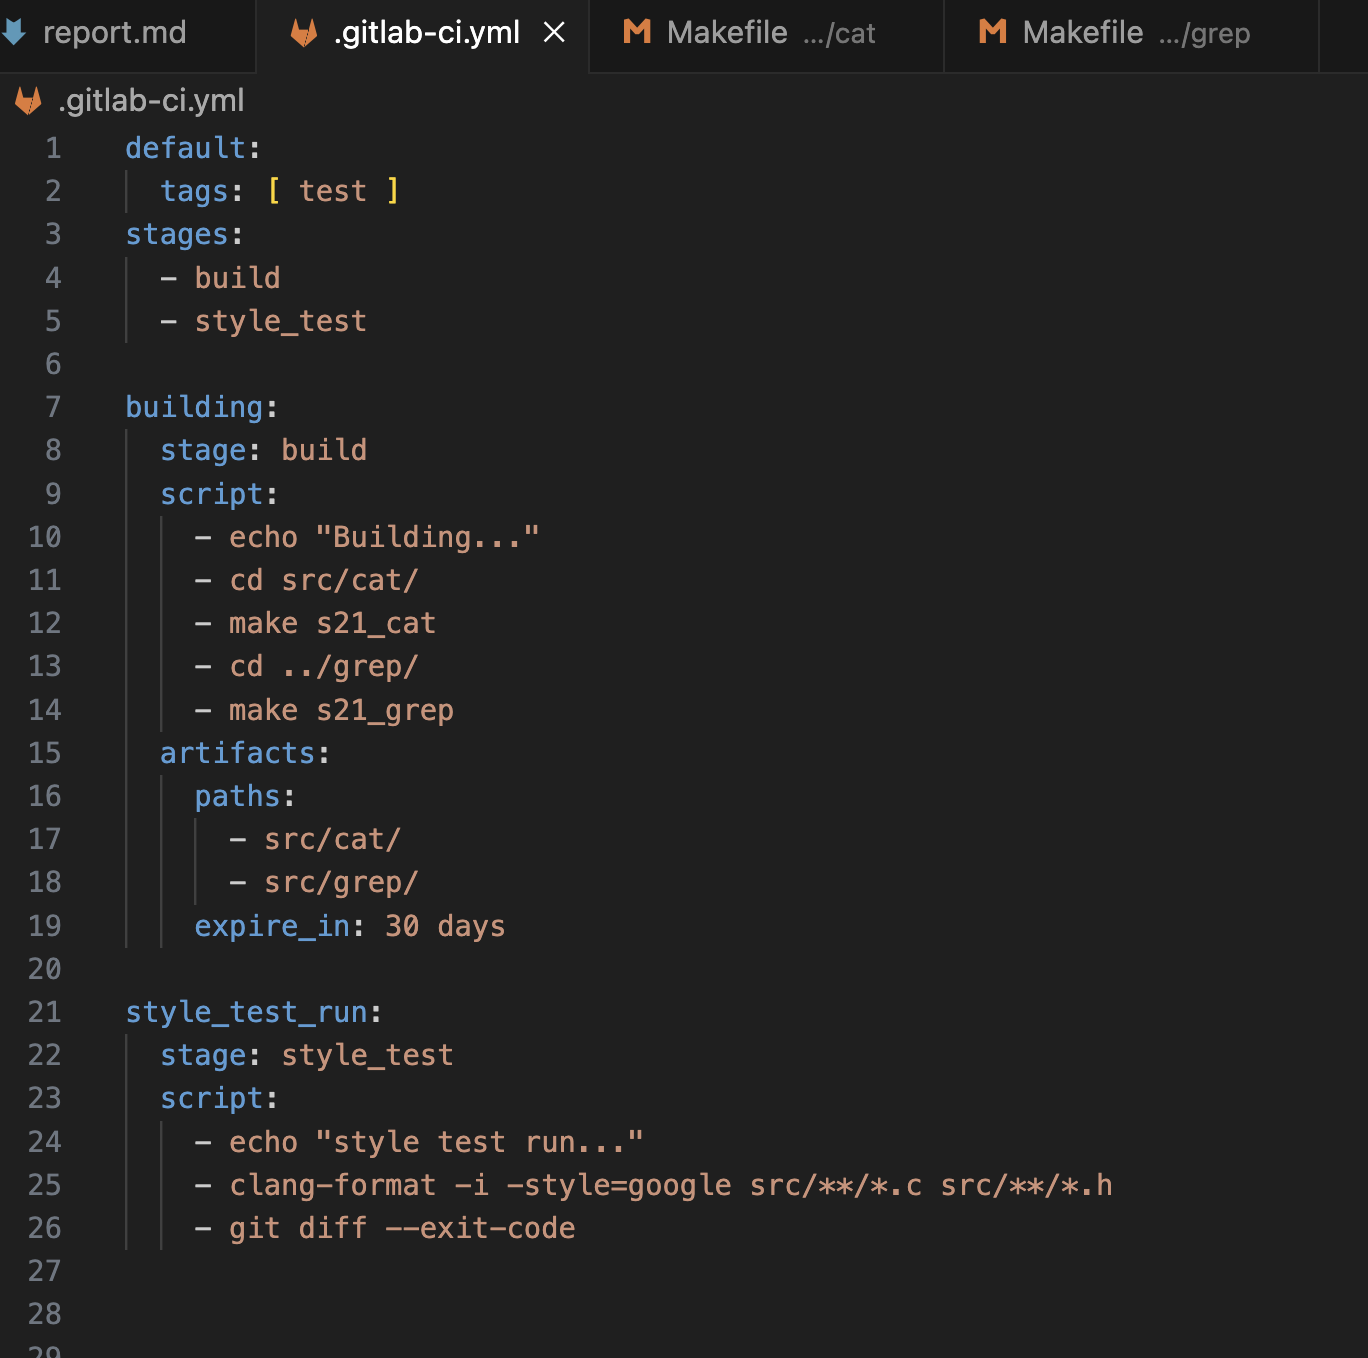 report.md .gitlab-ci.yml × Makefile .../cat Makefile .../grep
.gitlab-ci.yml
1 default:
2 tags: [ test ]
3 stages:
4 - build
5 - style_test
6
7 building:
8 stage: build
9 script:
10 - echo "Building..."
11 - cd src/cat/
12 - make s21_cat
13 - cd ../grep/
14 - make s21_grep
15 artifacts:
16 paths:
17 - src/cat/
18 - src/grep/
19 expire_in: 30 days
20
21 style_test_run:
22 stage: style_test
23 script:
24 - echo "style test run..."
25 - clang-format -i -style=google src/**/*.c src/**/*.h
26 - git diff --exit-code
27
28
29